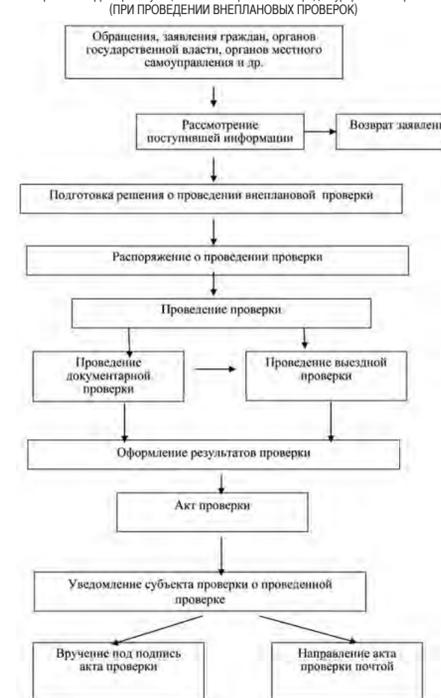 (ПРИ ПРОВЕДЕНИИ ВНЕПЛАНОВЫХ ПРОВЕРОК)
Обращения, заявления граждан, органов
государственной власти, органов местного
самоуправления и др.
Рассмотрение
поступившей информации
Возврат
Подготовка решения о проведении внеплановой проверки
Распоряжение о проведении проверки
Проведение проверки
Проведение
документарной
проверки
Проведение выездной
проверки
Оформление результатов проверки
Акт проверки
Уведомление субъекта проверки о проведенной
проверке
Вручение под подпись
акта проверки
Направление акта
проверки почтой